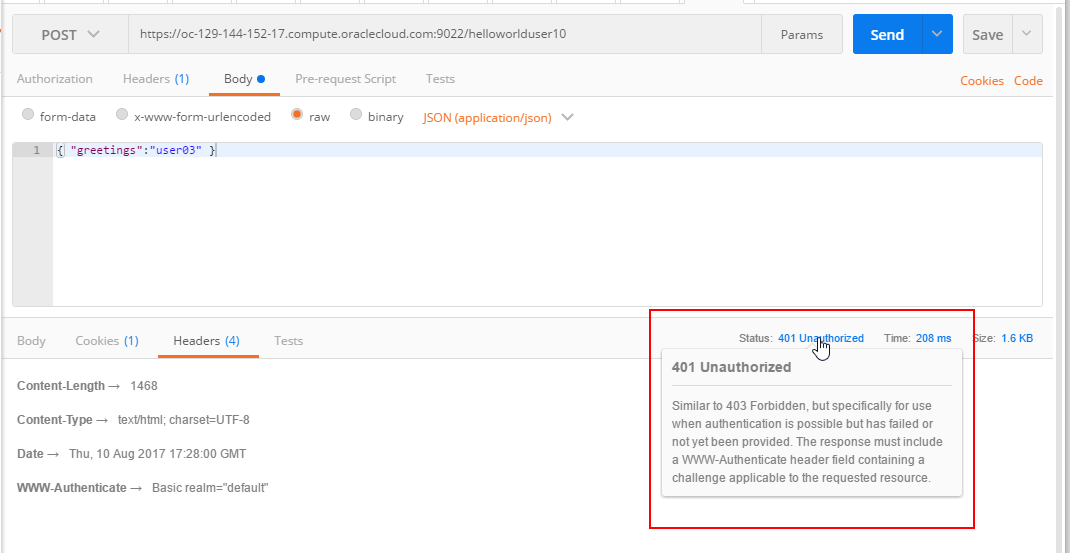 POST https://oc-129-144-152-17.compute.oraclecloud.com:9022/helloworlduser10 Params Send Save
Authorization Headers (1) Body Pre-request Script Tests Cookies Code
form-data x-www-form-urlencoded raw binary JSON (application/json)
1 { "greetings":"user03" }
Body Cookies (1) Headers (4) Tests Status: 401 Unauthorized Time: 208 ms Size: 1.6 KB
401 Unauthorized
Content-Length → 1468
Similar to 403 Forbidden, but specifically for use
Content-Type → text/html; charset=UTF-8
when authentication is possible but has failed or
not yet been provided. The response must include
Date → Thu, 10 Aug 2017 17:28:00 GMT
a WWW-Authenticate header field containing a
challenge applicable to the requested resource.
WWW-Authenticate → Basic realm="default"